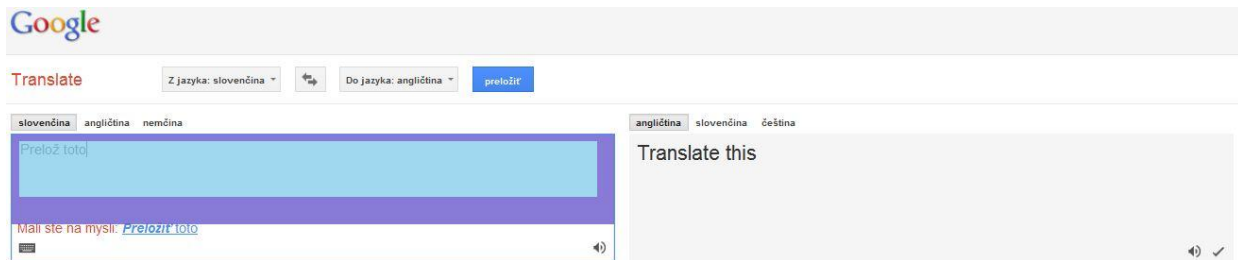 Google
Translate Z jazyka: slovenčina Do jazyka: angličtina preložiť
slovenčina angličtina nemčina angličtina slovenčina čeština
Prelož toto
Translate this
Mali ste na mysli: Preložiť toto